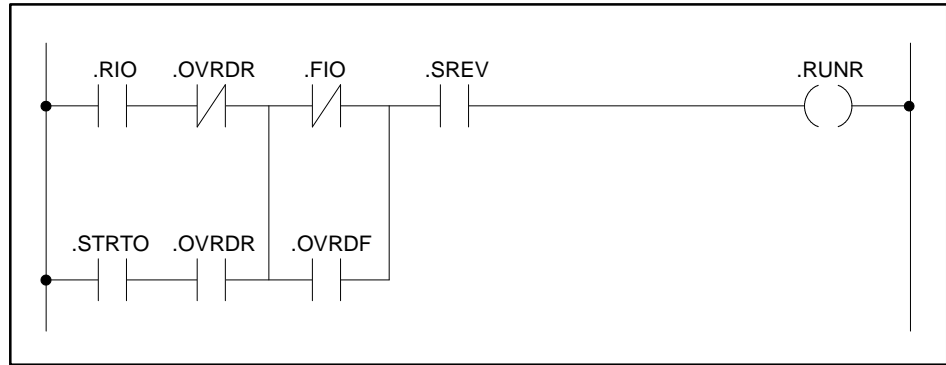 .RIO .OVRDR .FIO .SREV .RUNR
.STRTO .OVRDR .OVRDF